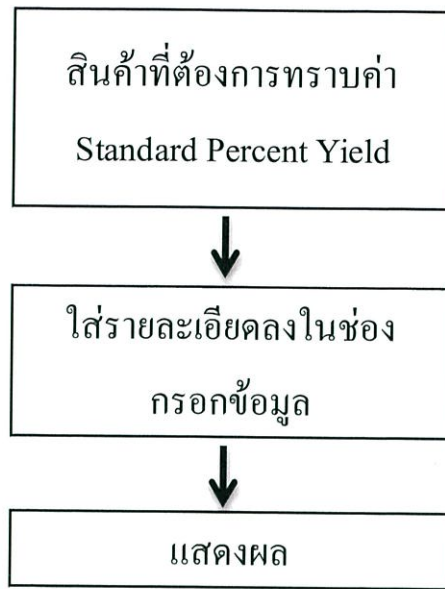 สินค้าที่ต้องการทราบค่า
Standard Percent Yield
ใส่รายละเอียดลงในช่อง
กรอกข้อมูล
แสดงผล